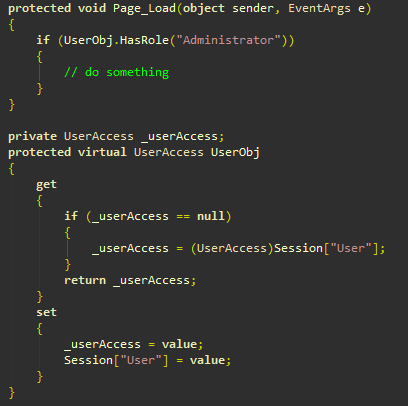 protected void Page_Load(object sender, EventArgs e)
{
    if (UserObj.HasRole("Administrator"))
    {
        // do something
    }
}

private UserAccess _userAccess;
protected virtual UserAccess UserObj
{
    get
    {
        if (_userAccess == null)
        {
            _userAccess = (UserAccess)Session["User"];
        }
        return _userAccess;
    }
    set
    {
        _userAccess = value;
        Session["User"] = value;
    }
}